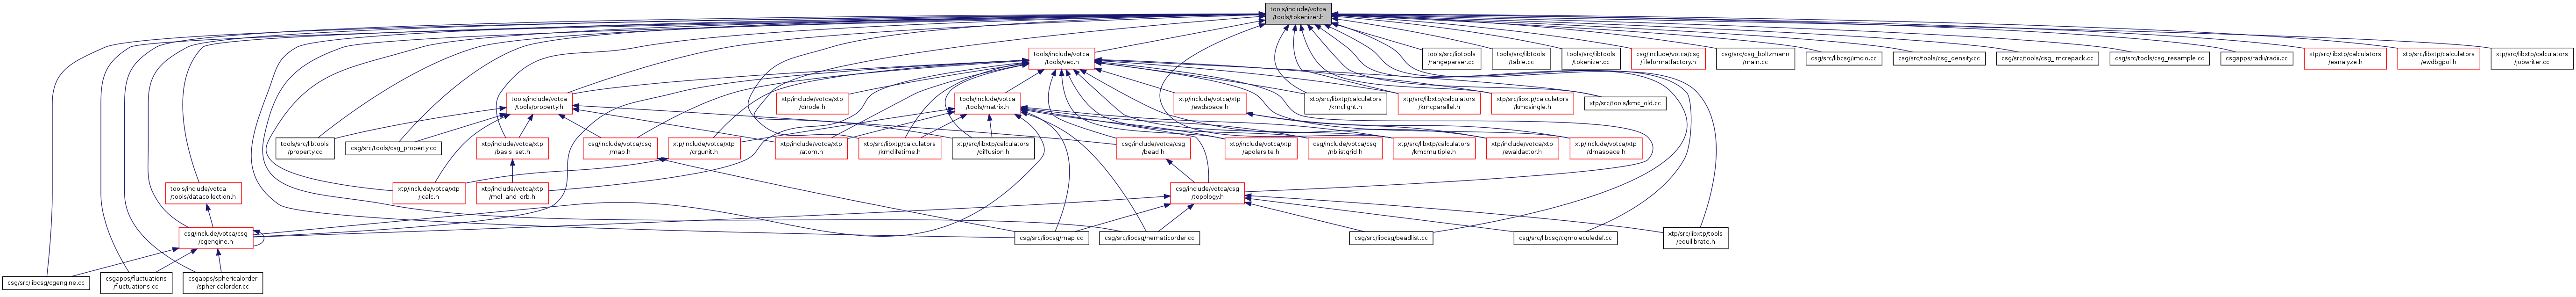 tools/include/votca
/tools/tokenizer.h
tools/include/votca
/tools/vec.h
tools/src/libtools
/rangeparser.cc
tools/src/libtools
/table.cc
tools/src/libtools
/tokenizer.cc
csg/include/votca/csg
/fileformatfactory.h
csg/src/csg_boltzmann
/main.cc
csg/src/libcsg/imcio.cc
csg/src/tools/csg_density.cc
csg/src/tools/csg_imcrepack.cc
csg/src/tools/csg_resample.cc
csgapps/radii/radii.cc
xtp/src/libxtp/calculators
/eanalyze.h
xtp/src/libxtp/calculators
/ewdbgpol.h
xtp/src/libxtp/calculators
/jobwriter.cc
tools/include/votca
/tools/property.h
xtp/include/votca/xtp
/dnode.h
tools/include/votca
/tools/matrix.h
xtp/include/votca/xtp
/ewdspace.h
xtp/src/libxtp/calculators
/kmclight.h
xtp/src/libxtp/calculators
/kmcparallel.h
xtp/src/libxtp/calculators
/kmcsingle.h
xtp/src/tools/kmc_old.cc
tools/src/libtools
/property.cc
csg/src/tools/csg_property.cc
xtp/include/votca/xtp
/basis_set.h
csg/include/votca/csg
/map.h
xtp/include/votca/xtp
/crgunit.h
xtp/include/votca/xtp
/atom.h
xtp/src/libxtp/calculators
/kmclifetime.h
xtp/src/libxtp/calculators
/diffusion.h
csg/include/votca/csg
/bead.h
xtp/include/votca/xtp
/apolarsite.h
csg/include/votca/csg
/nblistgrid.h
xtp/src/libxtp/calculators
/kmcmultiple.h
xtp/include/votca/xtp
/ewaldactor.h
xtp/include/votca/xtp
/dmaspace.h
tools/include/votca
/tools/datacollection.h
xtp/include/votca/xtp
/jcalc.h
xtp/include/votca/xtp
/mol_and_orb.h
csg/include/votca/csg
/topology.h
csg/include/votca/csg
/cgengine.h
csg/src/libcsg/map.cc
csg/src/libcsg/nematicorder.cc
csg/src/libcsg/beadlist.cc
csg/src/libcsg/cgmoleculedef.cc
xtp/src/libxtp/tools
/equilibrate.h
csg/src/libcsg/cgengine.cc
csgapps/fluctuations
/fluctuations.cc
csgapps/sphericalorder
/sphericalorder.cc